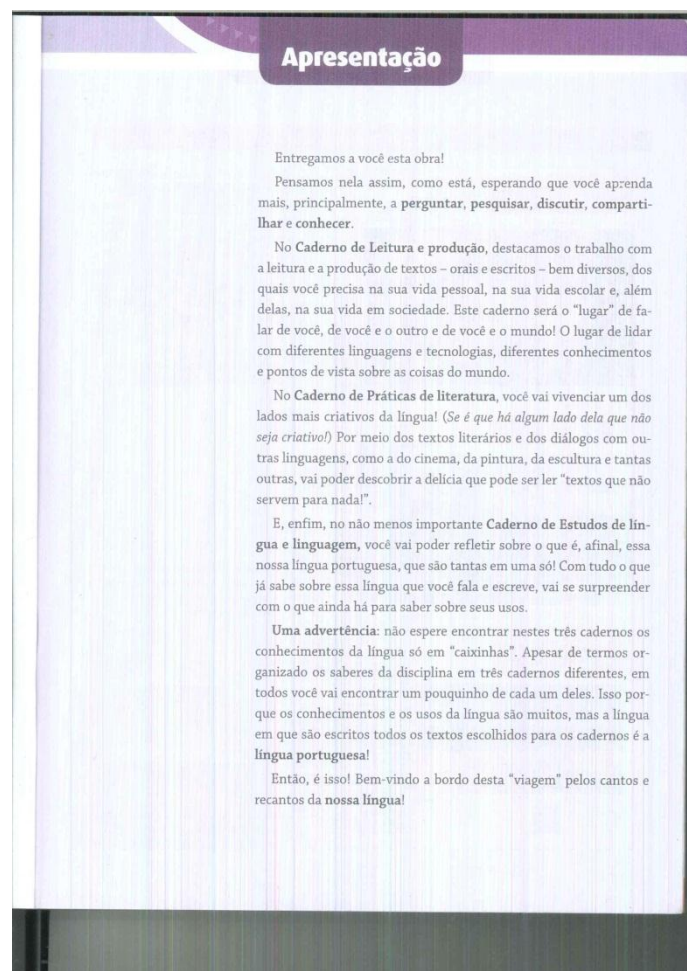 Apresentação
Entregamos a você esta obra!
Pensamos nela assim, como está, esperando que você aprenda
mais, principalmente, a perguntar, pesquisar, discutir, comparti-
lhar e conhecer.
No Caderno de Leitura e produção, destacamos o trabalho com
a leitura e a produção de textos – orais e escritos – bem diversos, dos
quais você precisa na sua vida pessoal, na sua vida escolar e, além
delas, na sua vida em sociedade. Este caderno será o “lugar” de fa-
lar de você, de você e o outro e de você e o mundo! O lugar de lidar
com diferentes linguagens e tecnologias, diferentes conhecimentos
e pontos de vista sobre as coisas do mundo.
No Caderno de Práticas de literatura, você vai vivenciar um dos
lados mais criativos da língua! (Se é que há algum lado dela que não
seja criativo!) Por meio dos textos literários e dos diálogos com ou-
tras linguagens, como a do cinema, da pintura, da escultura e tantas
outras, vai poder descobrir a delícia que pode ser ler “textos que não
servem para nada!”.
E, enfim, no não menos importante Caderno de Estudos de lín-
gua e linguagem, você vai poder refletir sobre o que é, afinal, essa
nossa língua portuguesa, que são tantas em uma só! Com tudo o que
já sabe sobre essa língua que você fala e escreve, vai se surpreender
com o que ainda há para saber sobre seus usos.
Uma advertência: não espere encontrar nestes três cadernos os
conhecimentos da língua só em “caixinhas”. Apesar de termos or-
ganizado os saberes da disciplina em três cadernos diferentes, em
todos você vai encontrar um pouquinho de cada um deles. Isso por-
que os conhecimentos e os usos da língua são muitos, mas a língua
em que são escritos todos os textos escolhidos para os cadernos é a
língua portuguesa!
Então, é isso! Bem-vindo a bordo desta “viagem” pelos cantos e
recantos da nossa língua!